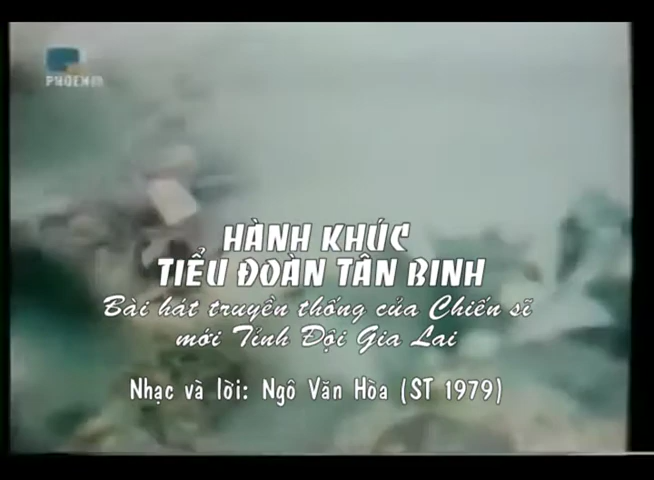 HÀNH KHÚC
TIỂU ĐOÀN TÂN BINH
Bài hát truyền thống của Chiến sĩ
mới Tỉnh Đội Gia Lai
Nhạc và lời: Ngô Văn Hòa (ST 1979)